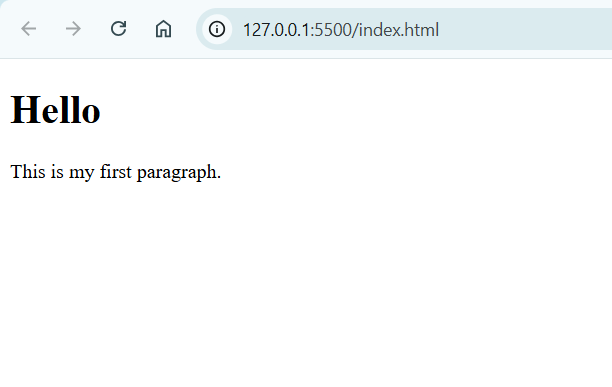 127.0.0.1:5500/index.html
Hello
This is my first paragraph.